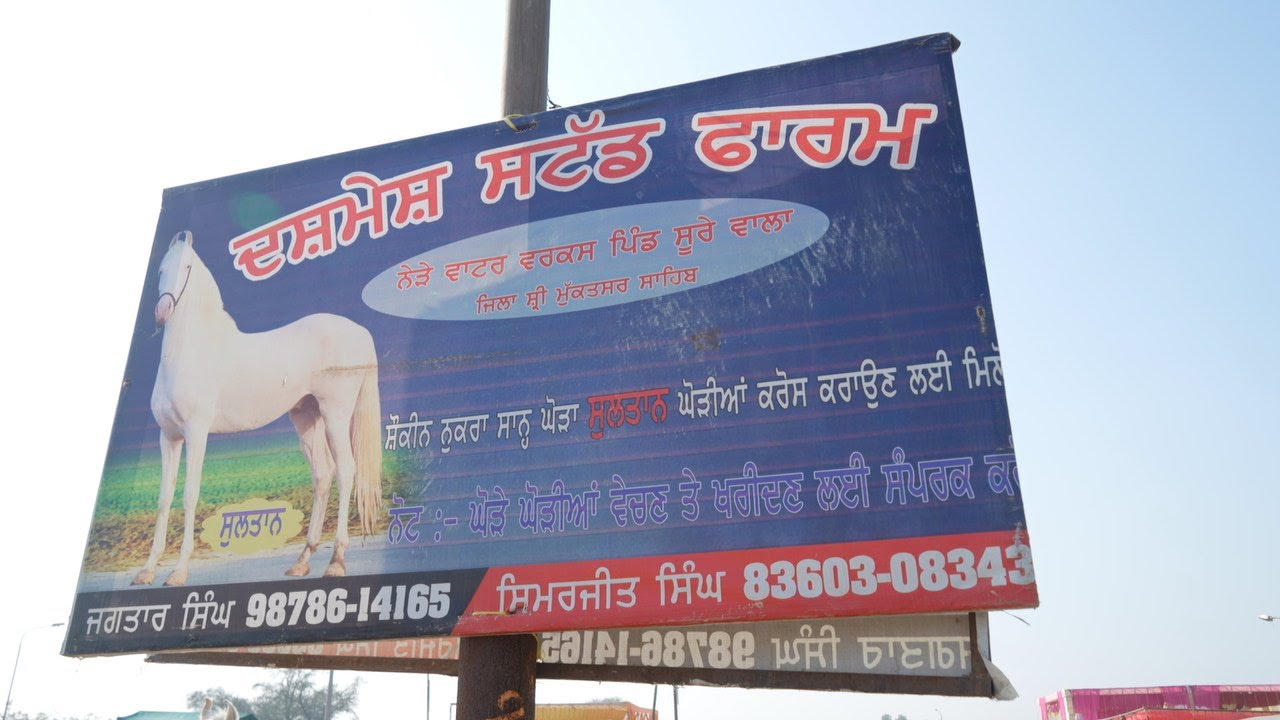 ਦਸ਼ਮੇਸ਼ ਸਟੱਡ ਫਾਰਮ
ਨੇੜੇ ਵਾਟਰ ਵਰਕਸ ਪਿੰਡ ਸੂਰੇ ਵਾਲਾ
ਜਿਲਾ ਸ਼੍ਰੀ ਮੁੱਕਤਸਰ ਸਾਹਿਬ
ਸ਼ੌਕੀਨ ਨੁਕਰਾ ਸਾਨ੍ਹ ਘੋੜਾ ਸੁਲਤਾਨ ਘੋੜੀਆਂ ਕਰੋਸ ਕਰਾਉਣ ਲਈ
ਨੋਟ :- ਘੋੜੇ ਘੋੜੀਆਂ ਵੇਚਣ ਤੇ ਖਰੀਦਣ ਲਈ ਸੰਪਰਕ
ਸੁਲਤਾਨ
ਜਗਤਾਰ ਸਿੰਘ 98786-14165 ਸਿਮਰਜੀਤ ਸਿੰਘ 83603-08343
ਜਗਤਾਰ ਸਿੰਘ 98786-14165